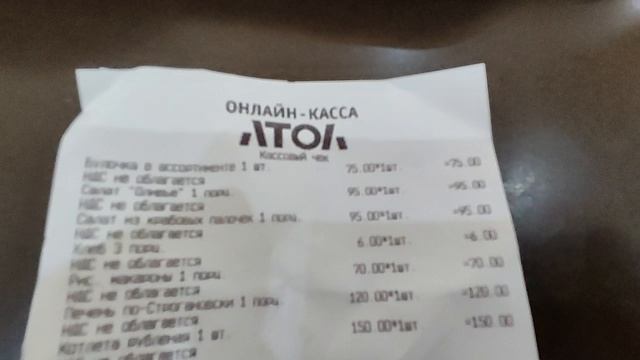 ОНЛАЙН-КАССА
АТОЛ
Кассовый чек
Булочка в ассортименте 1 шт. 75.00*1шт. =75.00
НДС не облагается
Салат "Оливье" 1 порц. 95.00*1шт. =95.00
НДС не облагается
Салат из крабовых палочек 1 порц. 95.00*1шт. =95.00
НДС не облагается
Хлеб 3 порц. 6.00*1шт. =6.00
НДС не облагается
Рис, макароны 1 порц 70.00*1шт. =70.00
НДС не облагается
Печень по-Строгановски 1 порц 120.00*1шт =120.00
НДС не облагается
Котлета рубленая 1 шт. 150.00*1шт =150.00
НДС не облагается